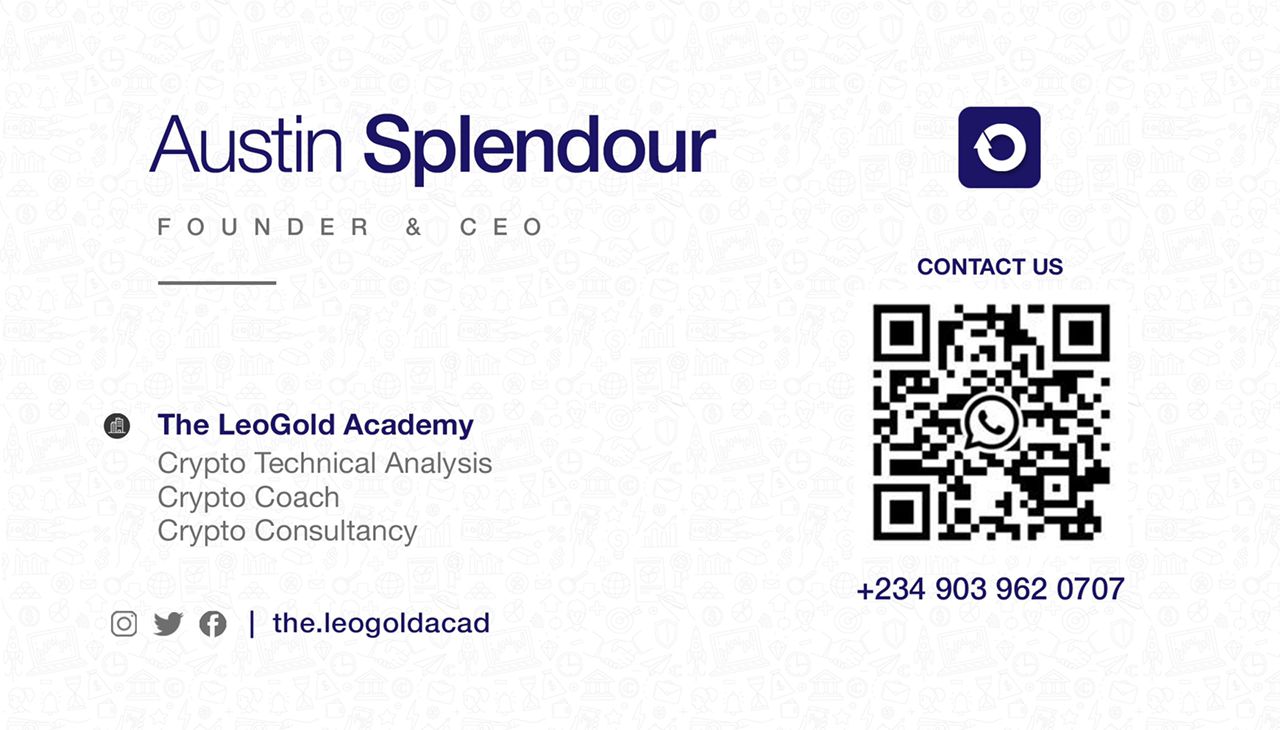 Austin Splendour
FOUNDER & CEO
The LeoGold Academy
Crypto Technical Analysis
Crypto Coach
Crypto Consultancy
| the.leogoldacad
CONTACT US
+234 903 962 0707